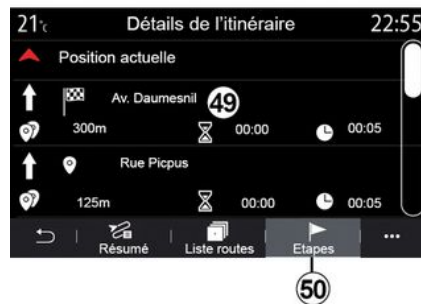 21°c Détails de l'itinéraire 22:55
Position actuelle
Av. Daumesnil 49
300m 00:00 00:05
Rue Picpus
125m 00:00 00:05
Résumé Liste routes Etapes ...
50